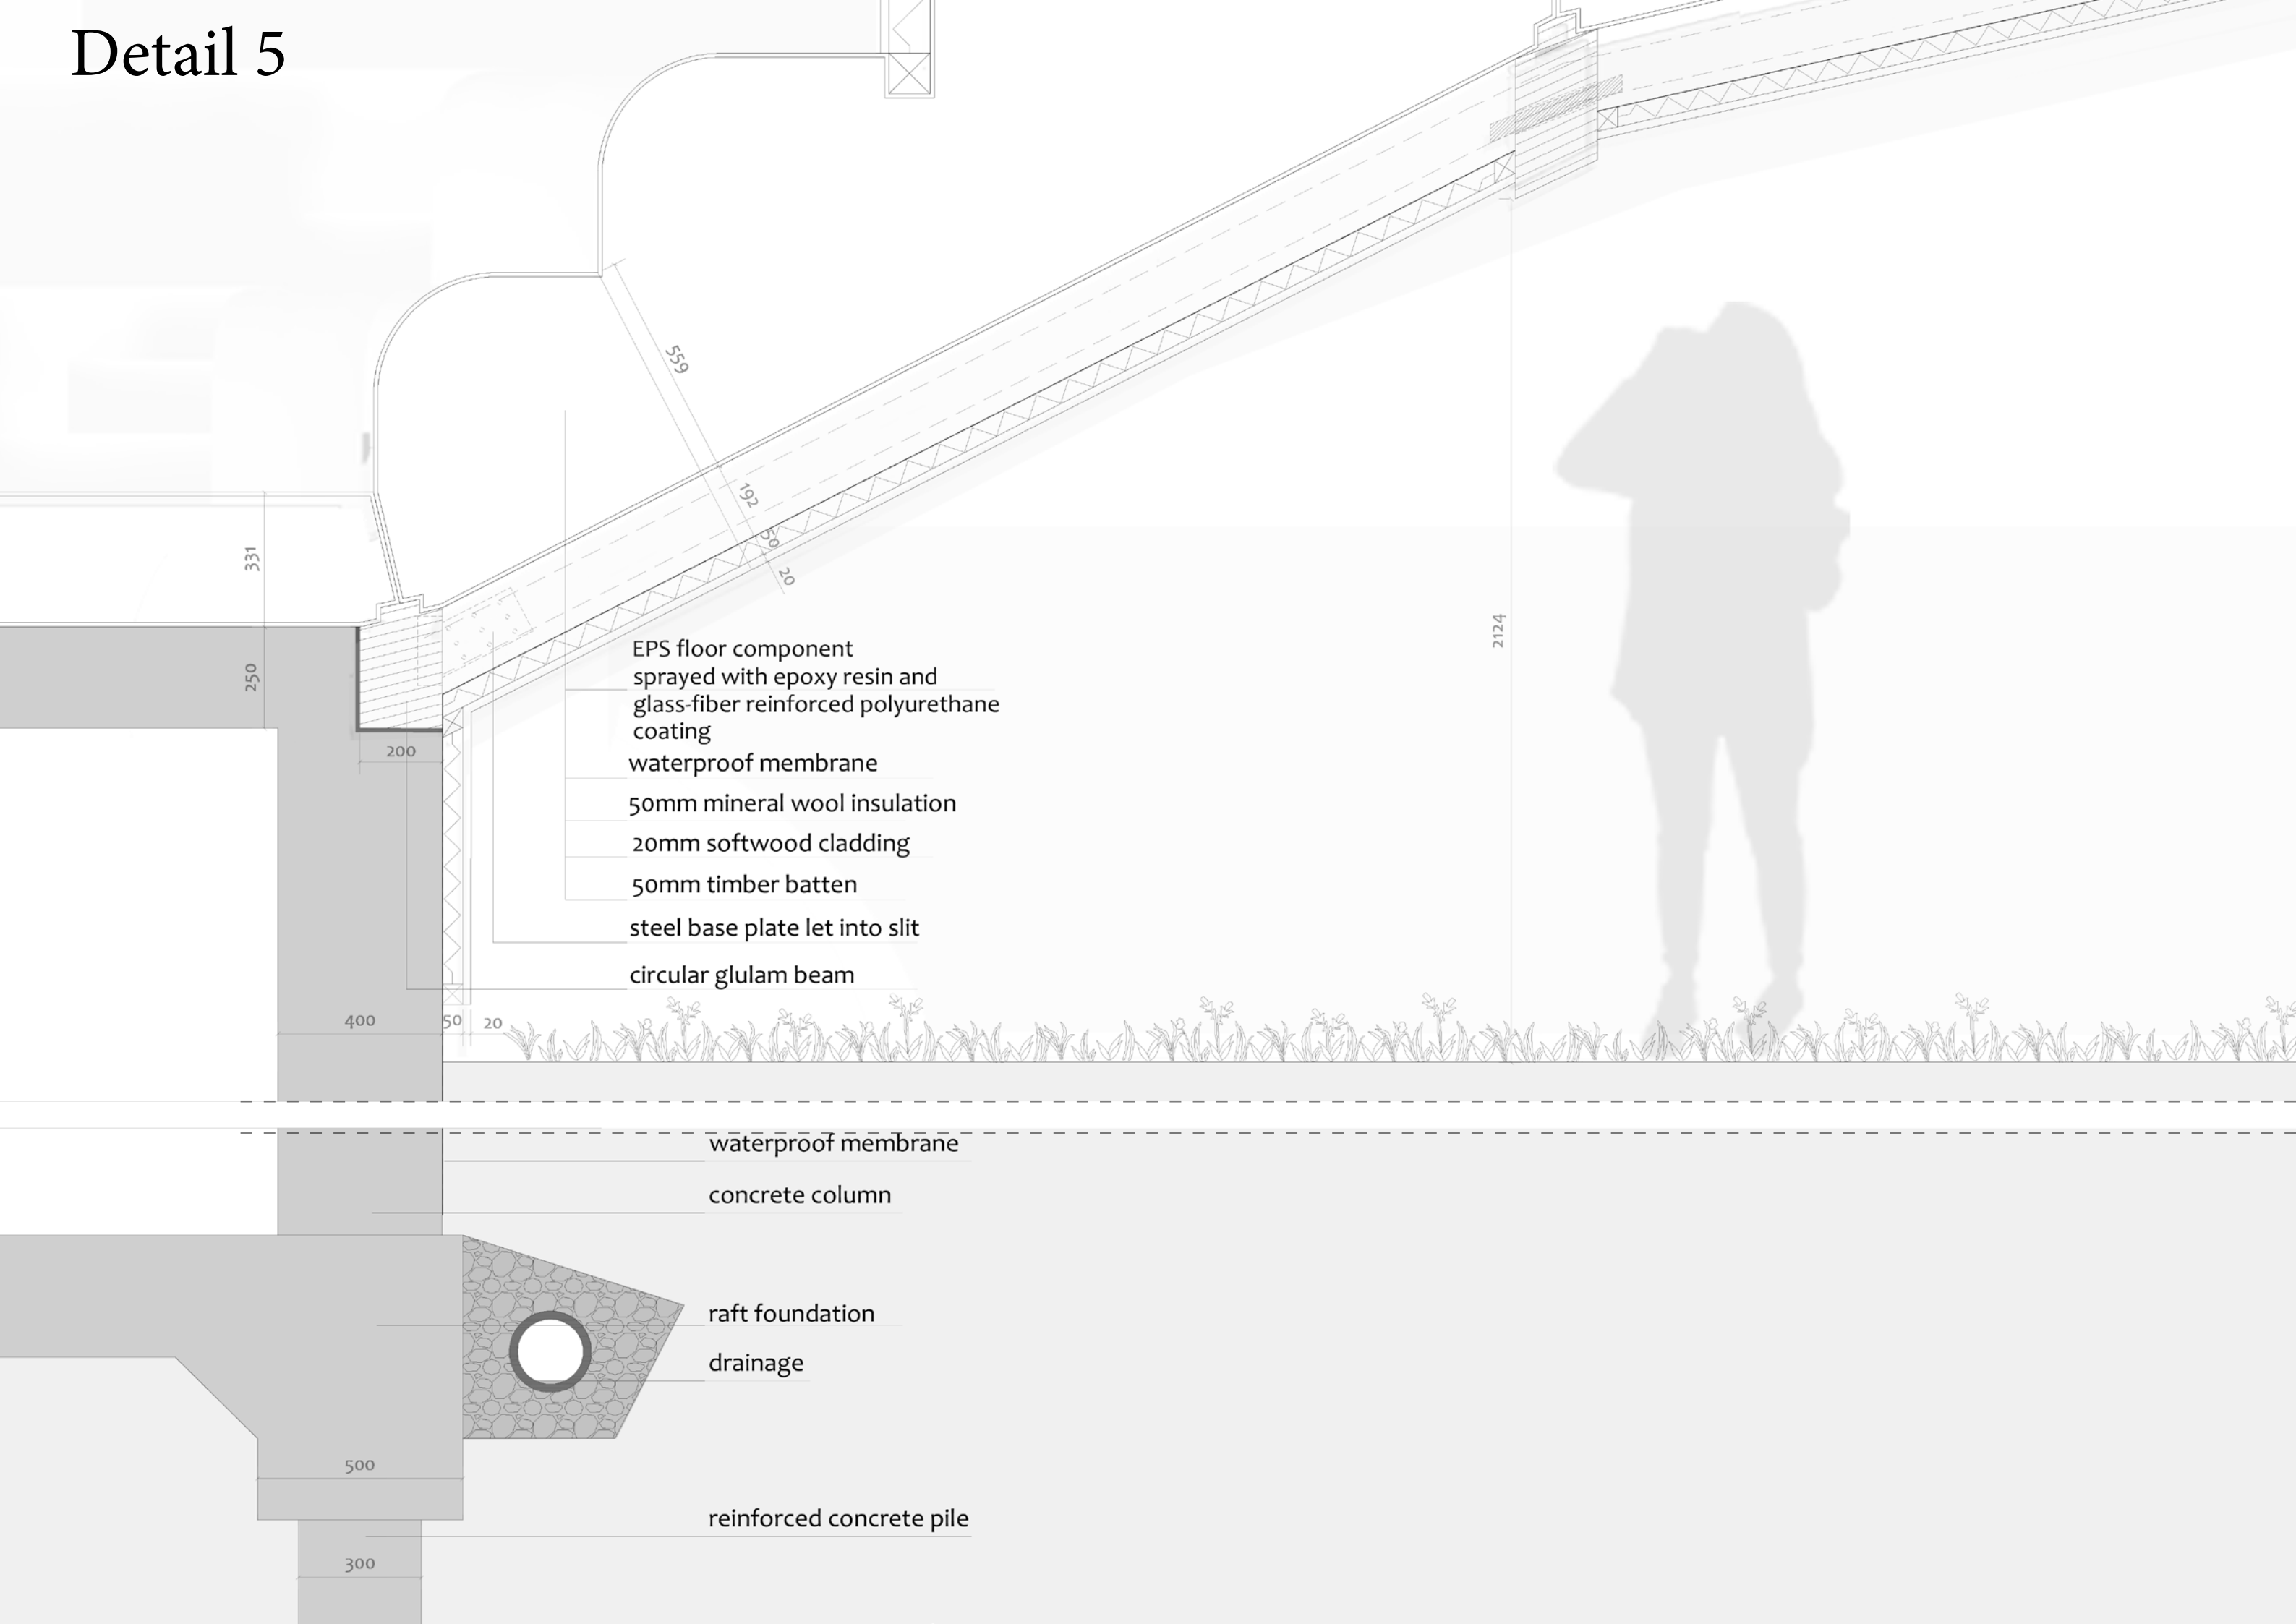 Detail 5
559
192
50
20
331
250
2124
EPS floor component
sprayed with epoxy resin and
glass-fiber reinforced polyurethane
coating
200
waterproof membrane
50mm mineral wool insulation
20mm softwood cladding
50mm timber batten
steel base plate let into slit
circular glulam beam
400
50
20
waterproof membrane
concrete column
raft foundation
drainage
500
reinforced concrete pile
300